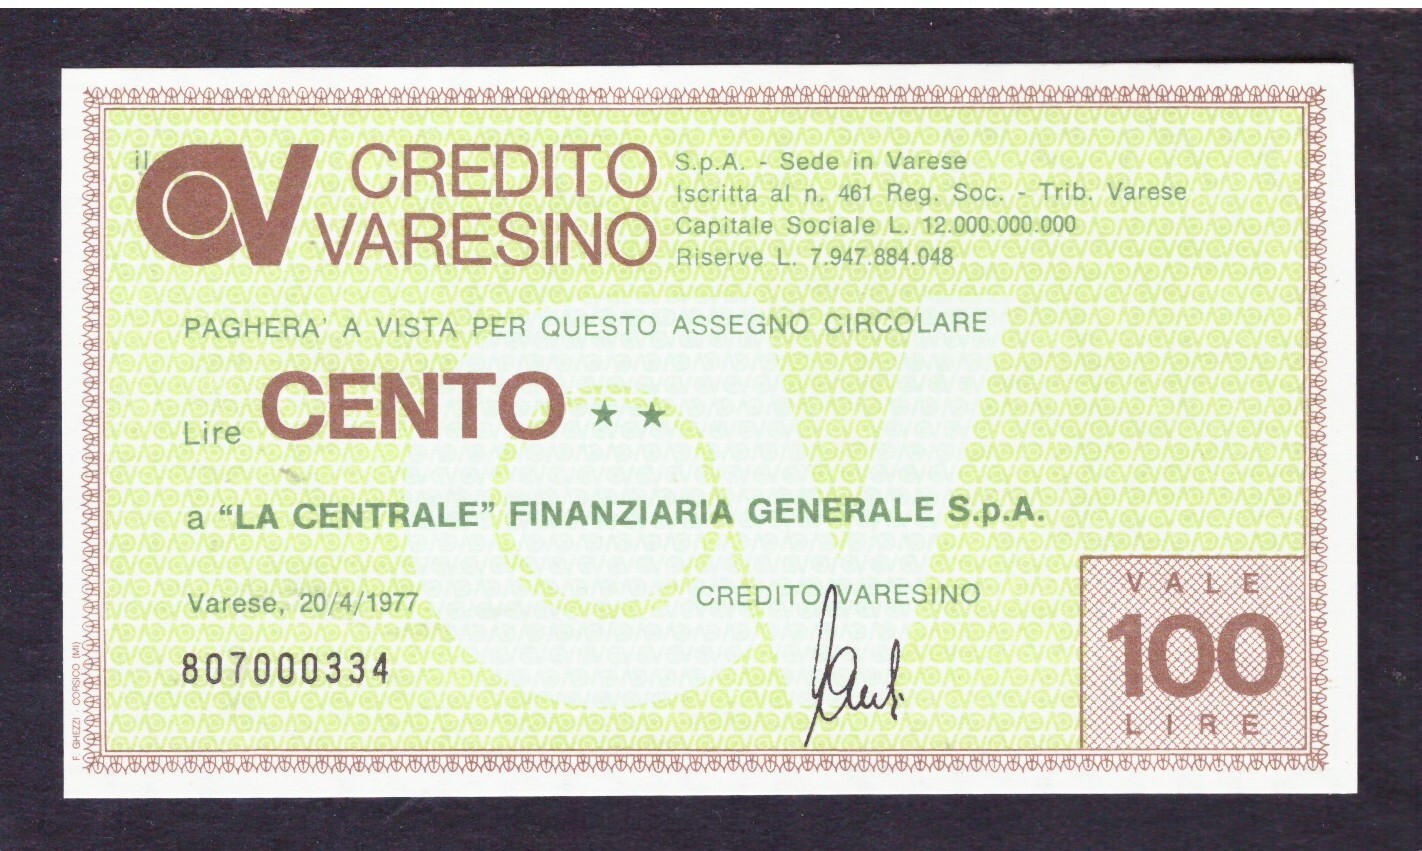 il CREDITO
VARESINO
S.p.A. - Sede in Varese
Iscritta al n. 461 Reg. Soc. - Trib. Varese
Capitale Sociale L. 12.000.000.000
Riserve L. 7.947.884.048
PAGHERA' A VISTA PER QUESTO ASSEGNO CIRCOLARE
Lire CENTO ★ ★
a “LA CENTRALE” FINANZIARIA GENERALE S.p.A.
Varese, 20/4/1977
CREDITO VARESINO
807000334
VALE
100
LIRE
F. GHEZZI . CORSICO (MI)